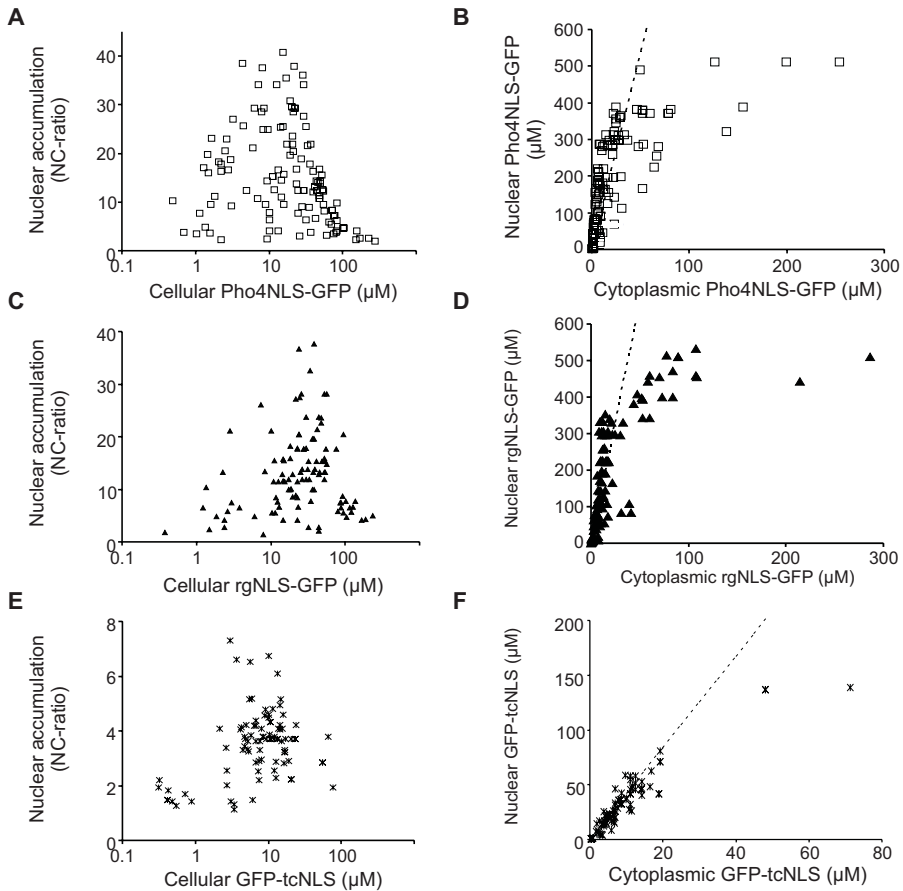 A
Nuclear accumulation
(NC-ratio)
40
30
20
10
0
0.1
1
10
100
Cellular Pho4NLS-GFP (µM)
B
Nuclear Pho4NLS-GFP
(µM)
600
500
400
300
200
100
0
0
100
200
300
Cytoplasmic Pho4NLS-GFP (µM)
C
Nuclear accumulation
(NC-ratio)
40
30
20
10
0
0.1
1
10
100
Cellular rgNLS-GFP (µM)
D
Nuclear rgNLS-GFP (µM)
600
500
400
300
200
100
0
0
100
200
300
Cytoplasmic rgNLS-GFP (µM)
E
Nuclear accumulation
(NC-ratio)
8
6
4
2
0
0.1
1
10
100
Cellular GFP-tcNLS (µM)
F
Nuclear GFP-tcNLS (µM)
200
150
100
50
0
0
20
40
60
80
Cytoplasmic GFP-tcNLS (µM)